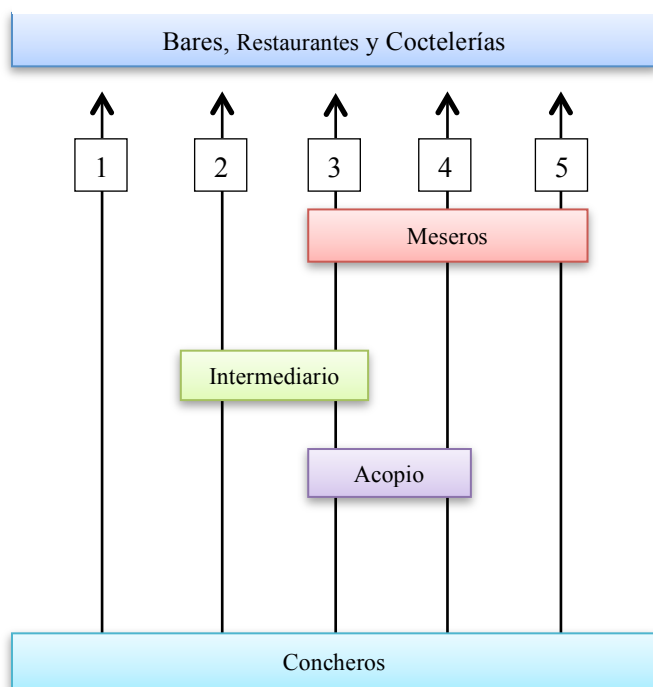 Bares, Restaurantes y Coctelerías
1 2 3 4 5
Meseros
Intermediario
Acopio
Concheros